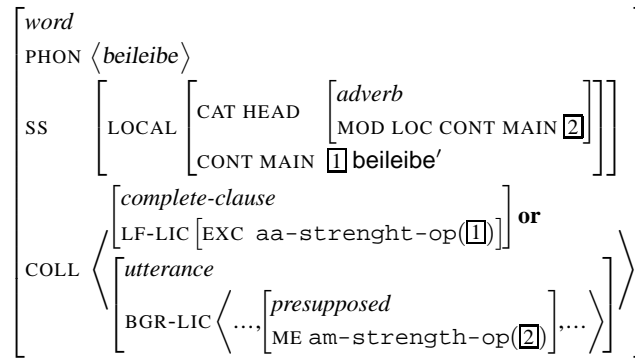 word
PHON ⟨beileibe⟩
SS [LOCAL [CAT HEAD [adverb
MOD LOC CONT MAIN 2]
CONT MAIN 1 beileibe′]]
COLL ⟨[complete-clause
LF-LIC [EXC aa-strenght-op(1)]] or
[utterance
BGR-LIC ⟨…,[presupposed
ME am-strength-op(2)],…⟩]⟩